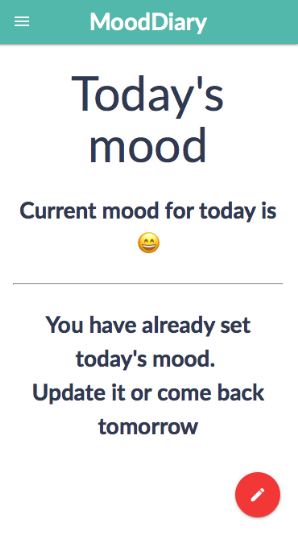 MoodDiary
Today's
mood
Current mood for today is
😄
You have already set
today's mood.
Update it or come back
tomorrow